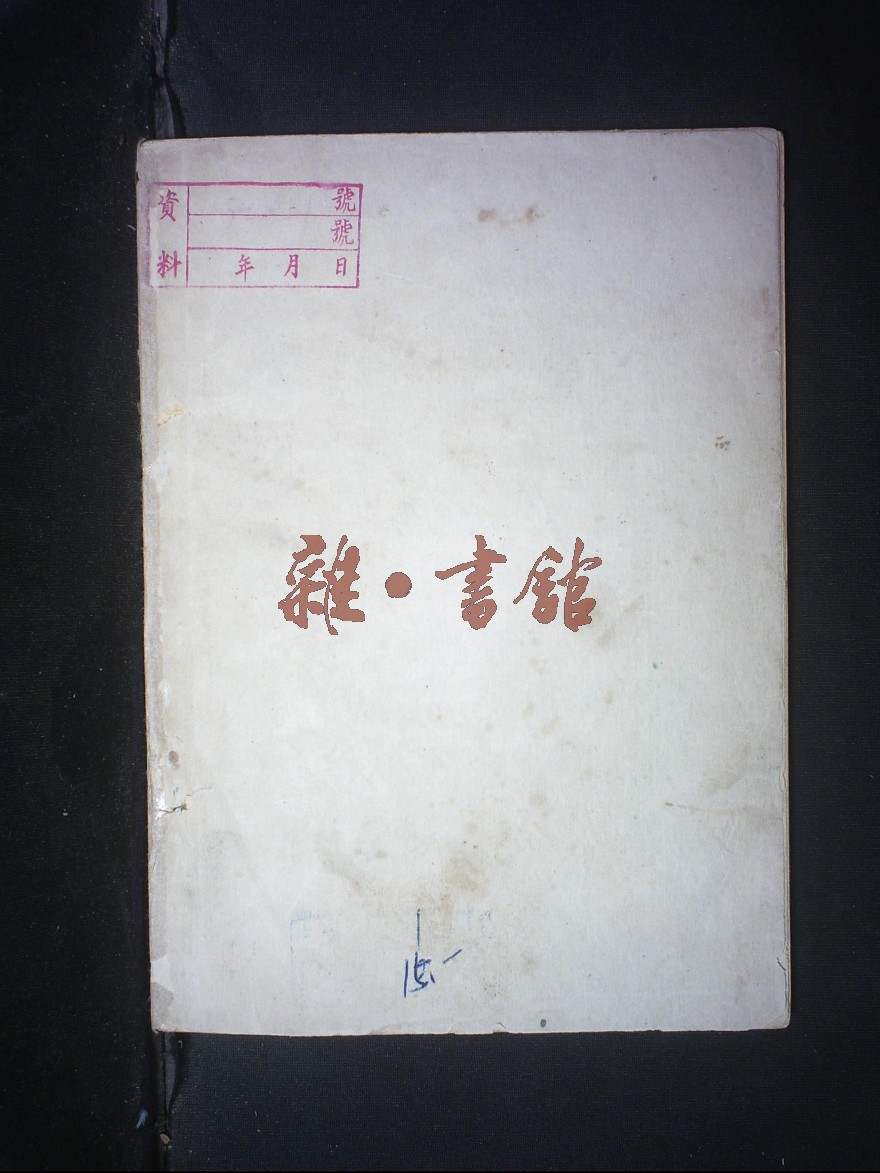 資料
號
號
年 月 日
雜·書館